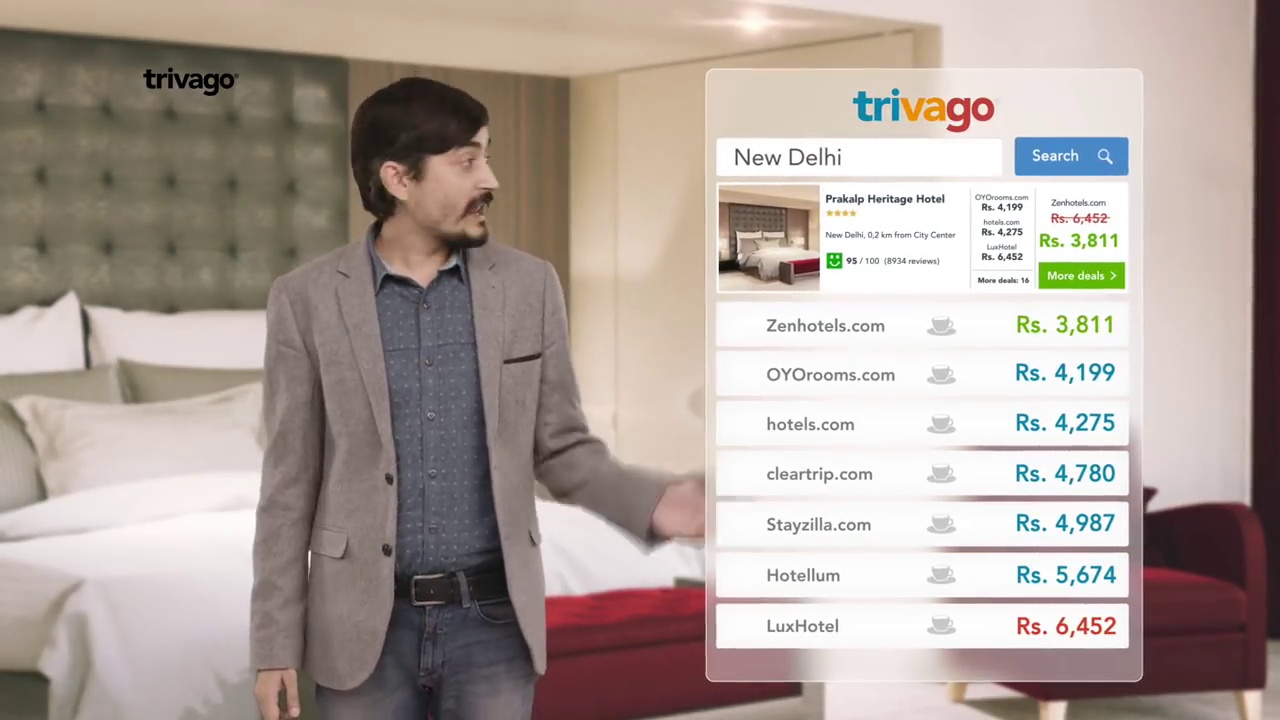 trivago
trivago
New Delhi
Search
Prakalp Heritage Hotel
New Delhi, 0,2 km from City Center
95 / 100 (8934 reviews)
OYOrooms.com
Rs. 4,199
hotels.com
Rs. 4,275
LuxHotel
Rs. 6,452
More deals: 16
Zenhotels.com
Rs. 6,452
Rs. 3,811
More deals >
Zenhotels.com Rs. 3,811
OYOrooms.com Rs. 4,199
hotels.com Rs. 4,275
cleartrip.com Rs. 4,780
Stayzilla.com Rs. 4,987
Hotellum Rs. 5,674
LuxHotel Rs. 6,452